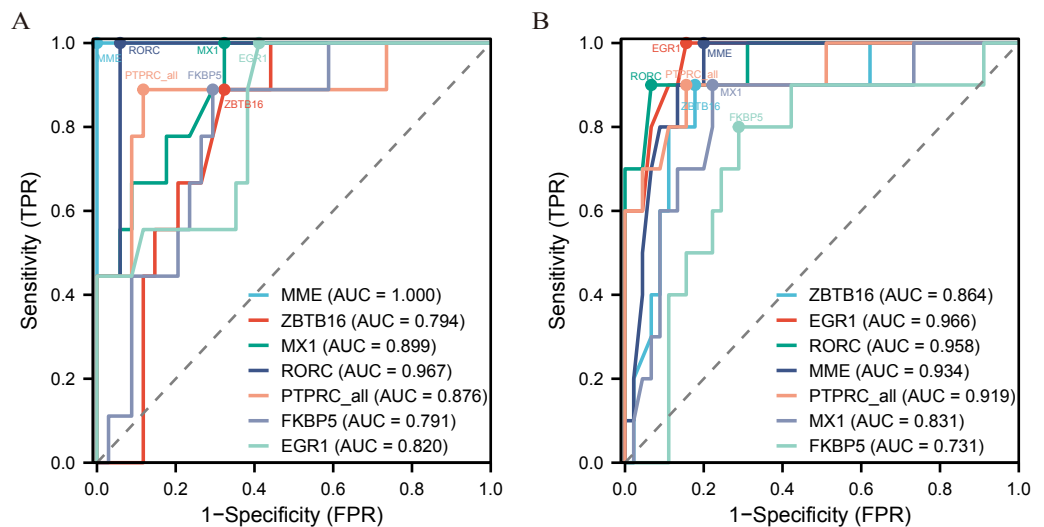 A
Sensitivity (TPR)
1.0
0.8
0.6
0.4
0.2
0.0
MME
RORC
MX1
EGR1
PTPRC_all
FKBP5
ZBTB16
MME (AUC = 1.000)
ZBTB16 (AUC = 0.794)
MX1 (AUC = 0.899)
RORC (AUC = 0.967)
PTPRC_all (AUC = 0.876)
FKBP5 (AUC = 0.791)
EGR1 (AUC = 0.820)
0.0 0.2 0.4 0.6 0.8 1.0
1−Specificity (FPR)
B
Sensitivity (TPR)
1.0
0.8
0.6
0.4
0.2
0.0
EGR1
MME
RORC
PTPRC_all
ZBTB16
MX1
FKBP5
ZBTB16 (AUC = 0.864)
EGR1 (AUC = 0.966)
RORC (AUC = 0.958)
MME (AUC = 0.934)
PTPRC_all (AUC = 0.919)
MX1 (AUC = 0.831)
FKBP5 (AUC = 0.731)
0.0 0.2 0.4 0.6 0.8 1.0
1−Specificity (FPR)